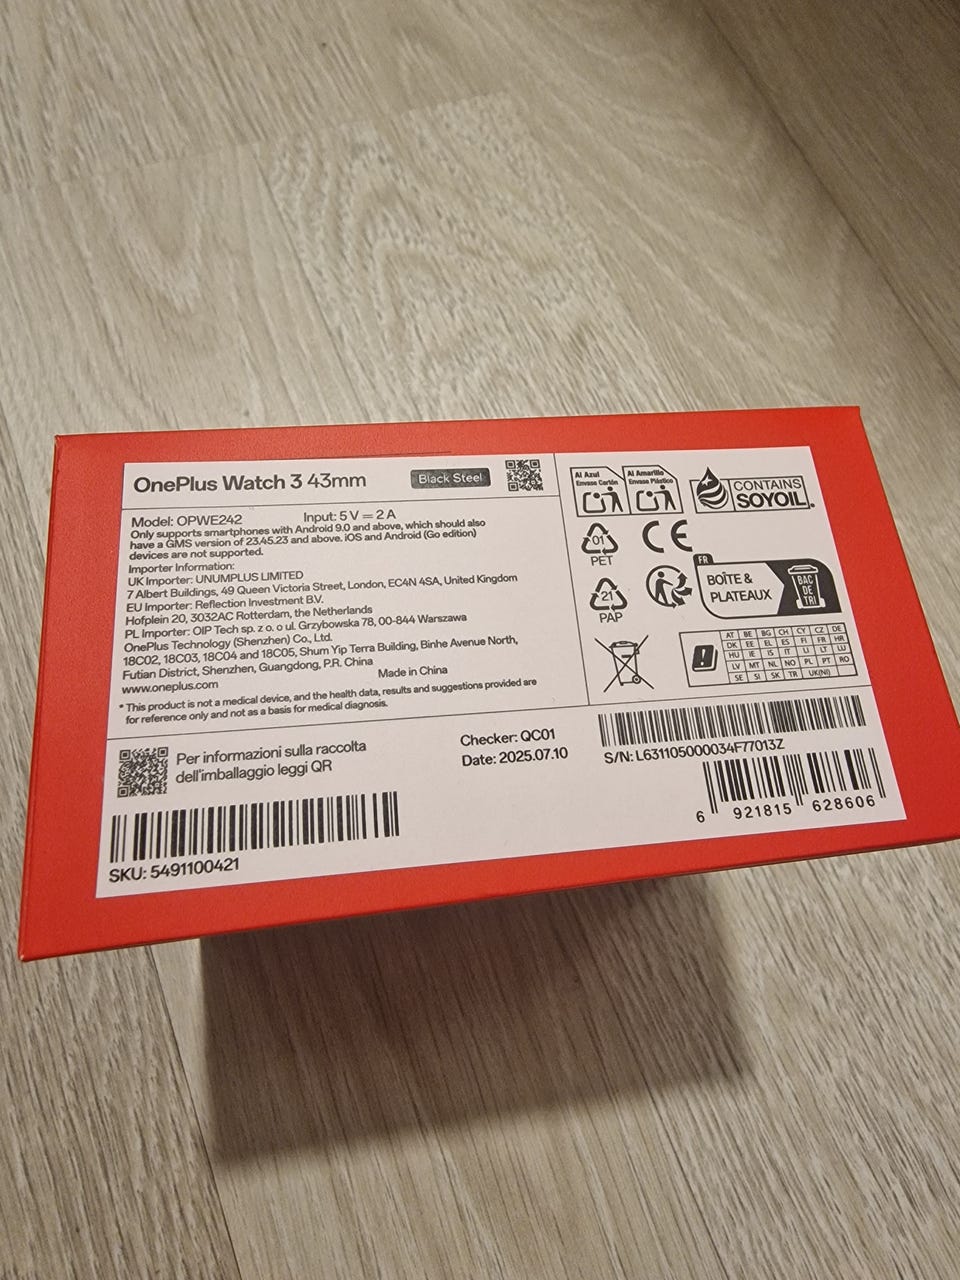 OnePlus Watch 3 43mm
Black Steel
Model: OPWE242
Input: 5 V ⎓ 2 A
Only supports smartphones with Android 9.0 and above, which should also
have a GMS version of 23.45.23 and above. iOS and Android (Go edition)
devices are not supported.
Importer Information:
UK Importer: UNUMPLUS LIMITED
7 Albert Buildings, 49 Queen Victoria Street, London, EC4N 4SA, United Kingdom
EU Importer: Reflection Investment B.V.
Hofplein 20, 3032AC Rotterdam, the Netherlands
PL Importer: OIP Tech sp. z o. o ul. Grzybowska 78, 00-844 Warszawa
OnePlus Technology (Shenzhen) Co., Ltd.
18C02, 18C03, 18C04 and 18C05, Shum Yip Terra Building, Binhe Avenue North,
Futian District, Shenzhen, Guangdong, P.R. China
www.oneplus.com
Made in China
* This product is not a medical device, and the health data, results and suggestions provided are
for reference only and not as a basis for medical diagnosis.
Al Azul
Envase Cartón
Al Amarillo
Envase Plástico
CONTAINS
SOYOIL
01
PET
CE
21
PAP
FR
BOÎTE &
PLATEAUX
BAC
DE
TRI
AT BE BG CH CY CZ DE
DK EE EL ES FI FR HR
HU IE IS IT LI LT LU
LV MT NL NO PL PT RO
SE SI SK TR UK(NI)
Per informazioni sulla raccolta
dell'imballaggio leggi QR
Checker: QC01
Date: 2025.07.10
S/N: L631105000034F77013Z
SKU: 5491100421
6 921815 628606